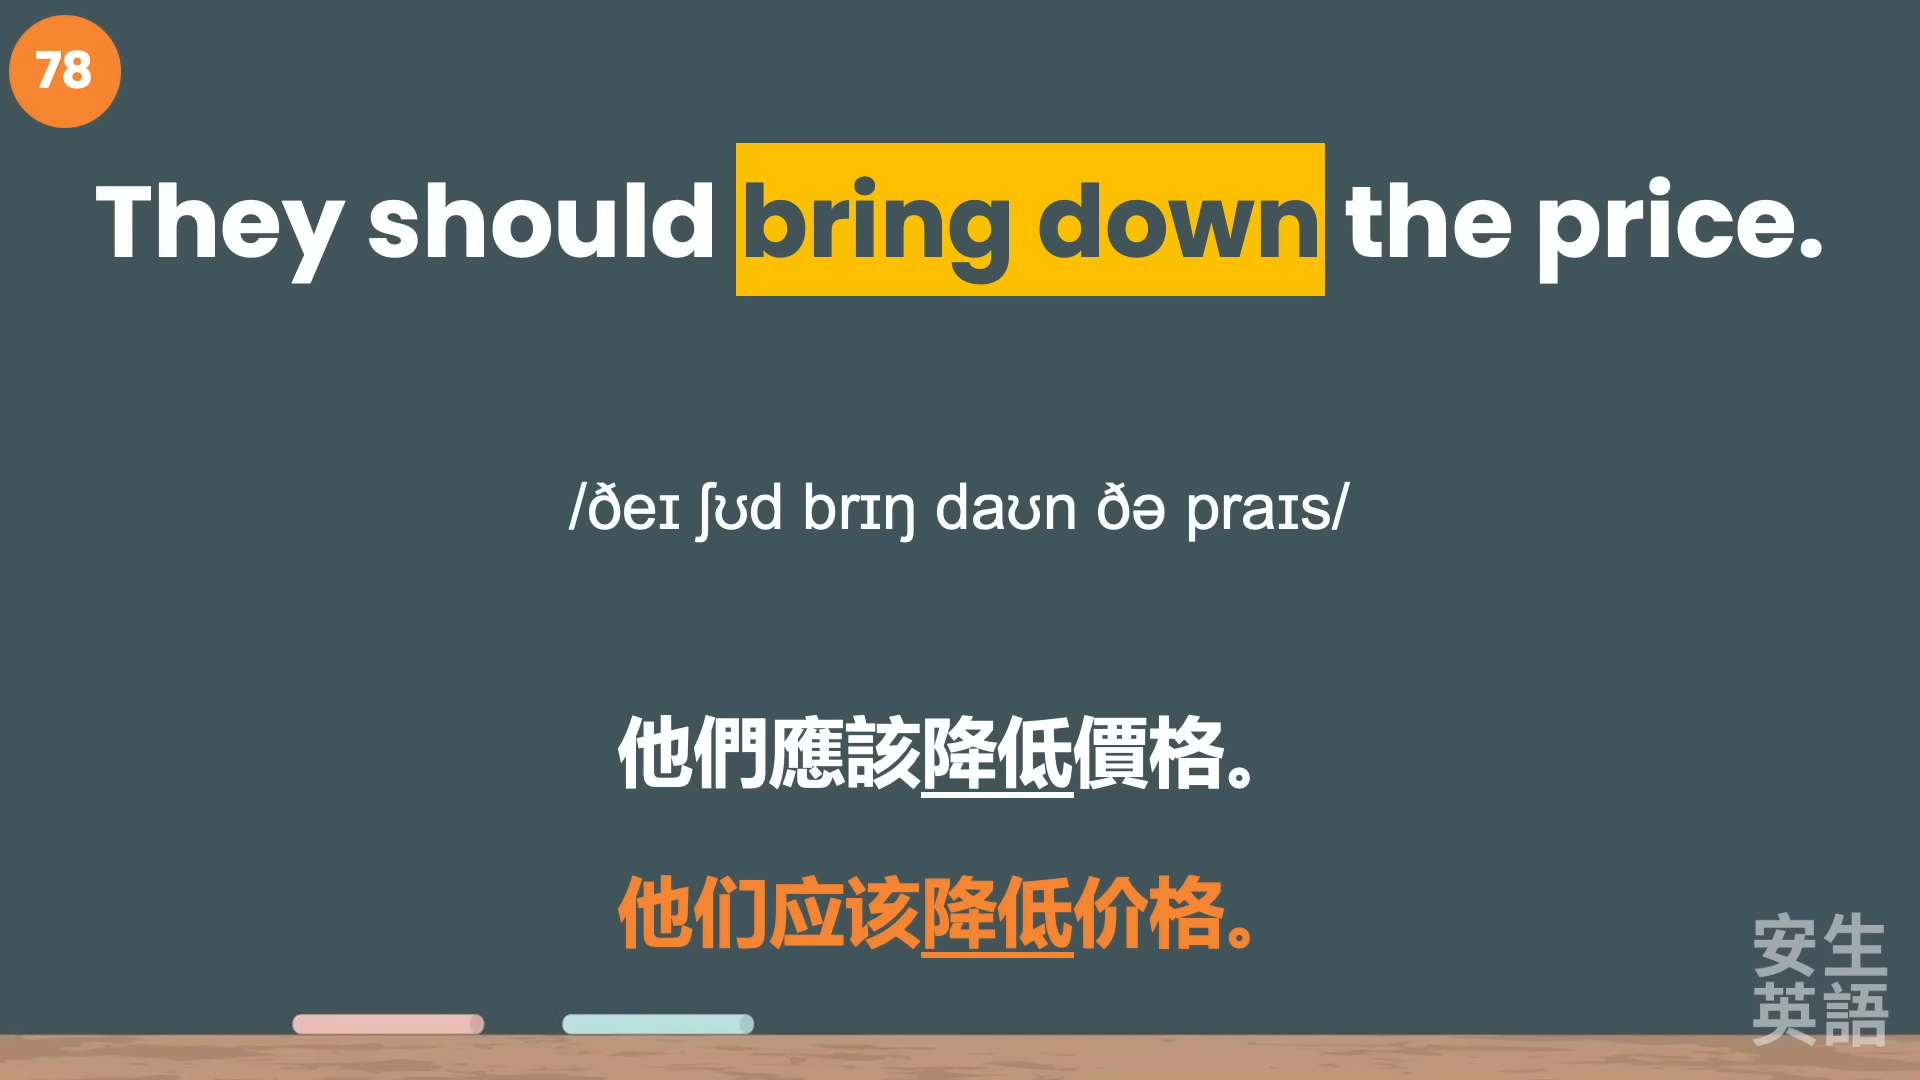 78
They should bring down the price.
/ðeɪ ʃʊd brɪŋ daʊn ðə praɪs/
他們應該降低價格。
他们应该降低价格。
安生
英語